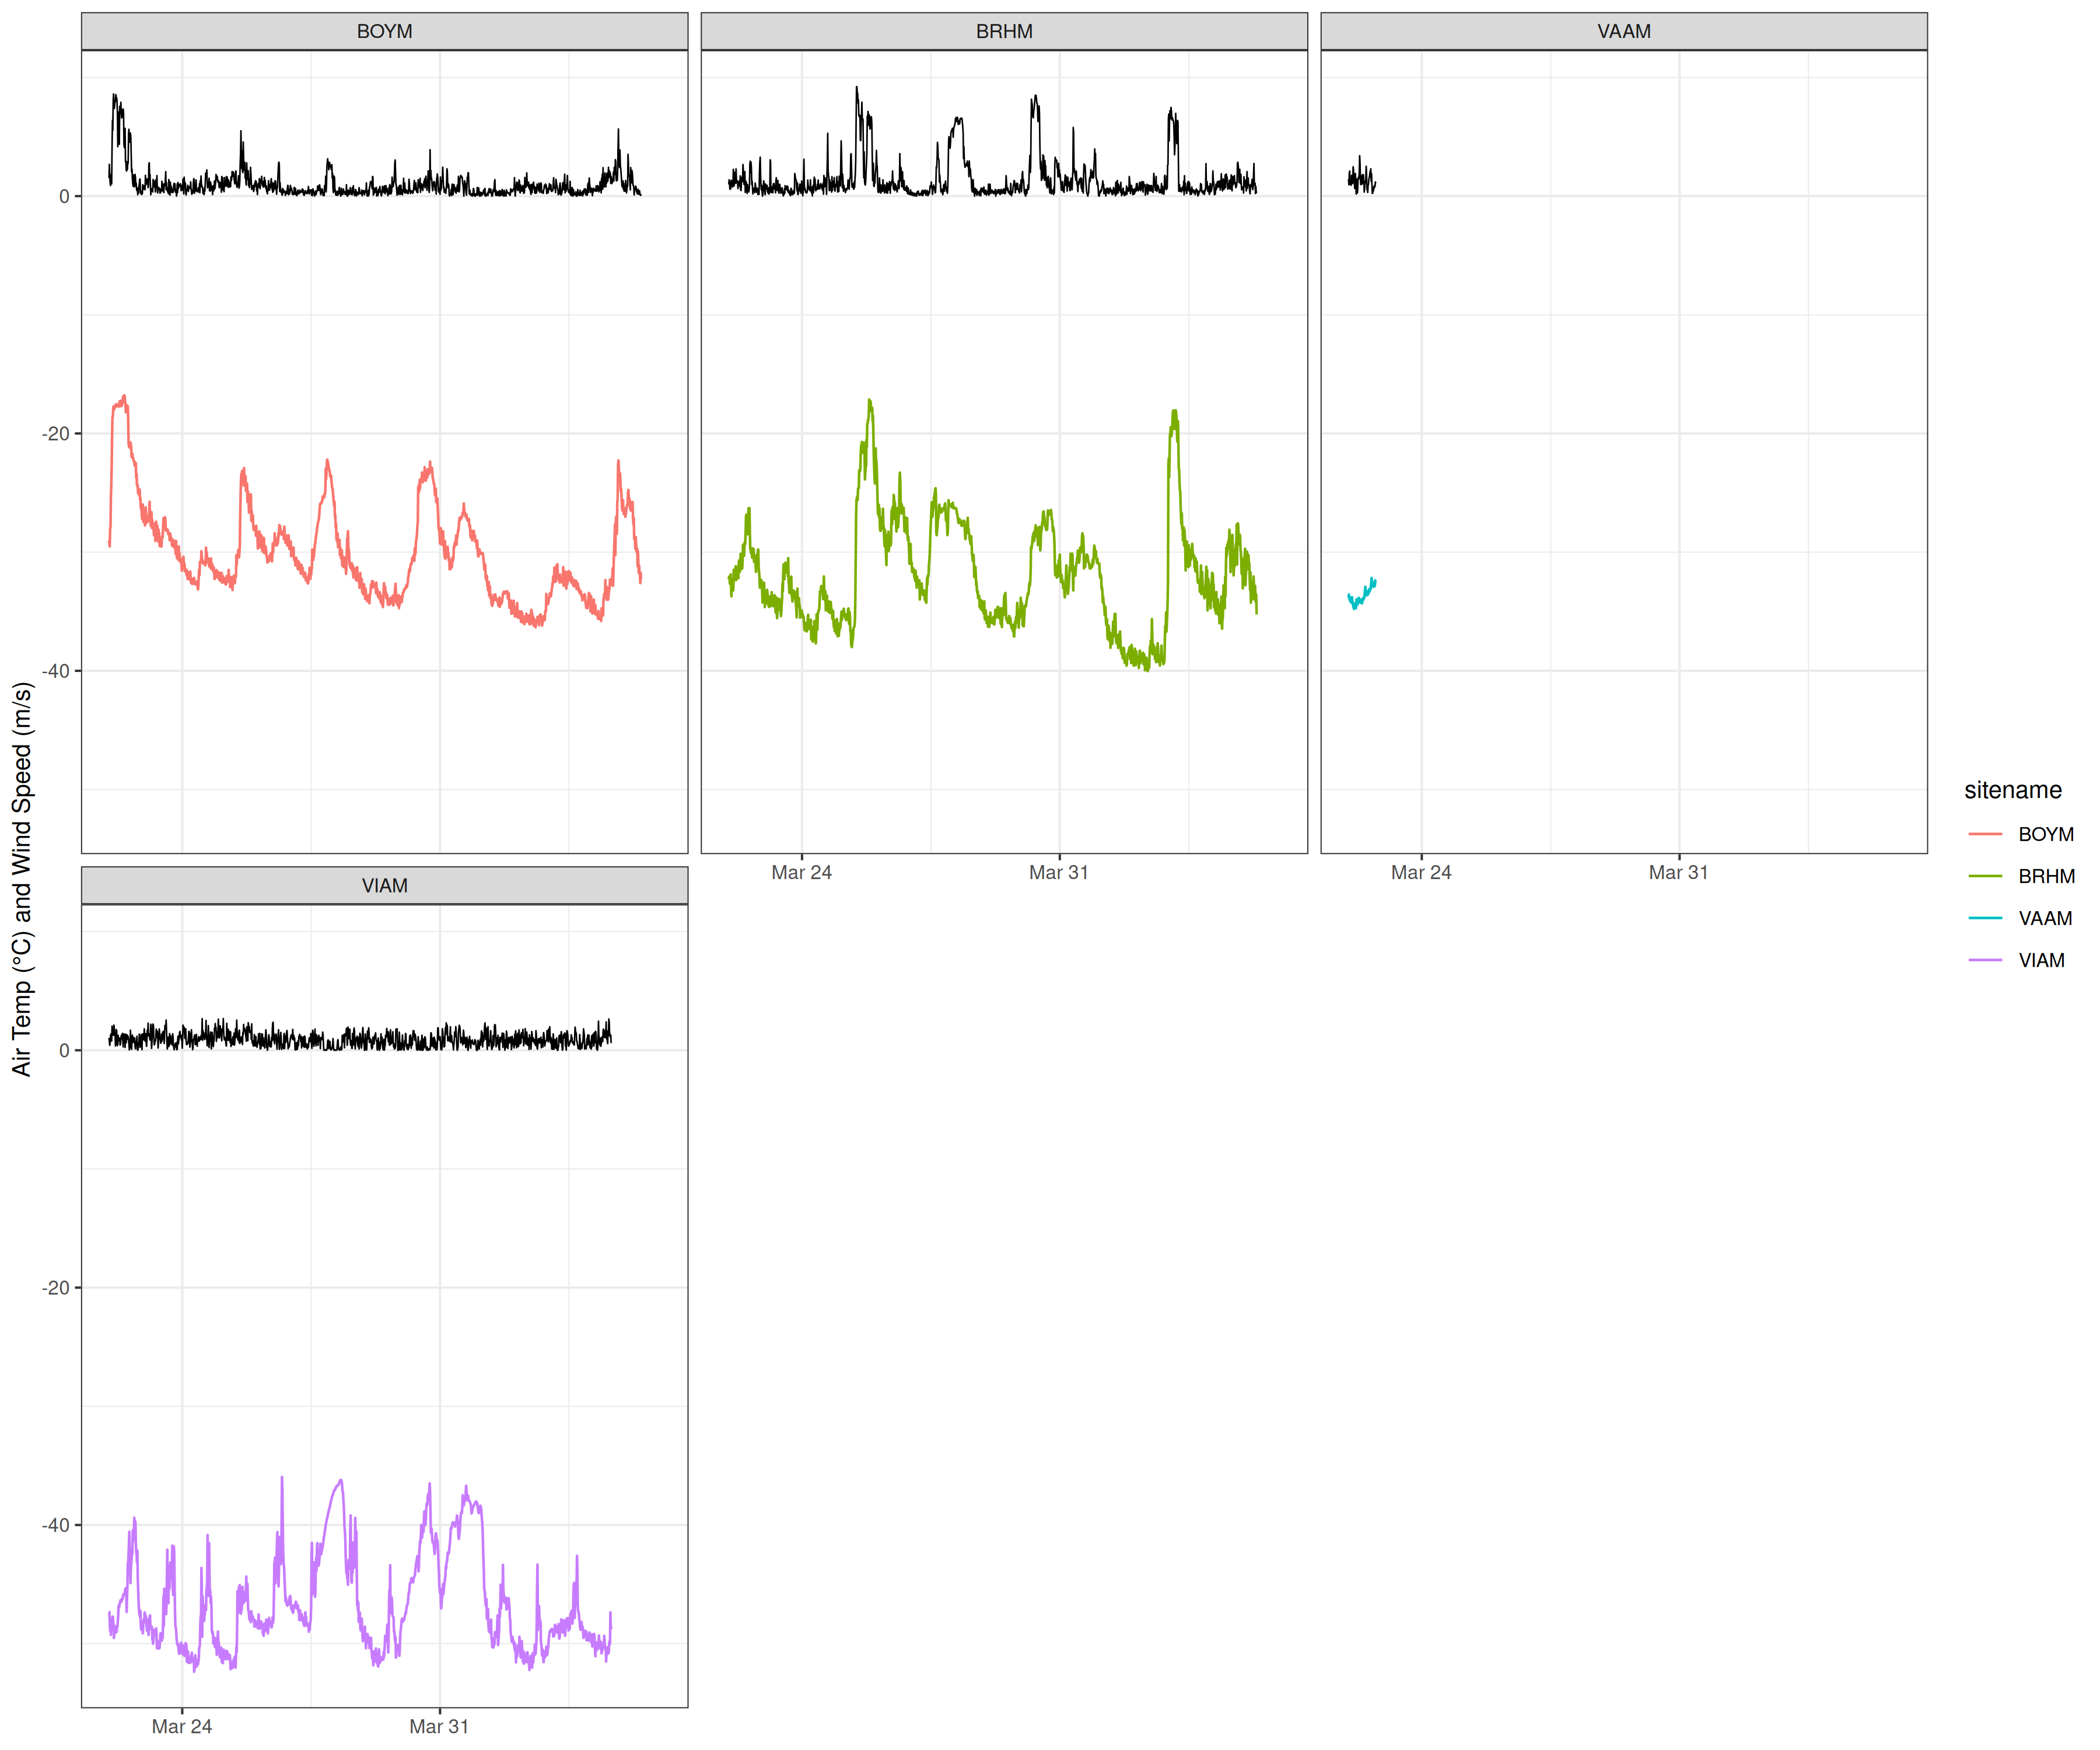 BOYM
BRHM
VAAM
0
-20
-40
Mar 24
Mar 31
Mar 24
Mar 31
VIAM
0
-20
-40
Mar 24
Mar 31
Air Temp (°C) and Wind Speed (m/s)
sitename
BOYM
BRHM
VAAM
VIAM